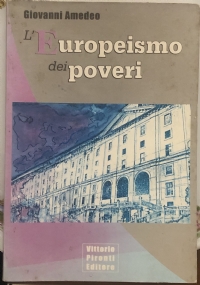 Giovanni Amedeo
L'Europeismo
dei poveri
Vittorio
Pironti
Editore